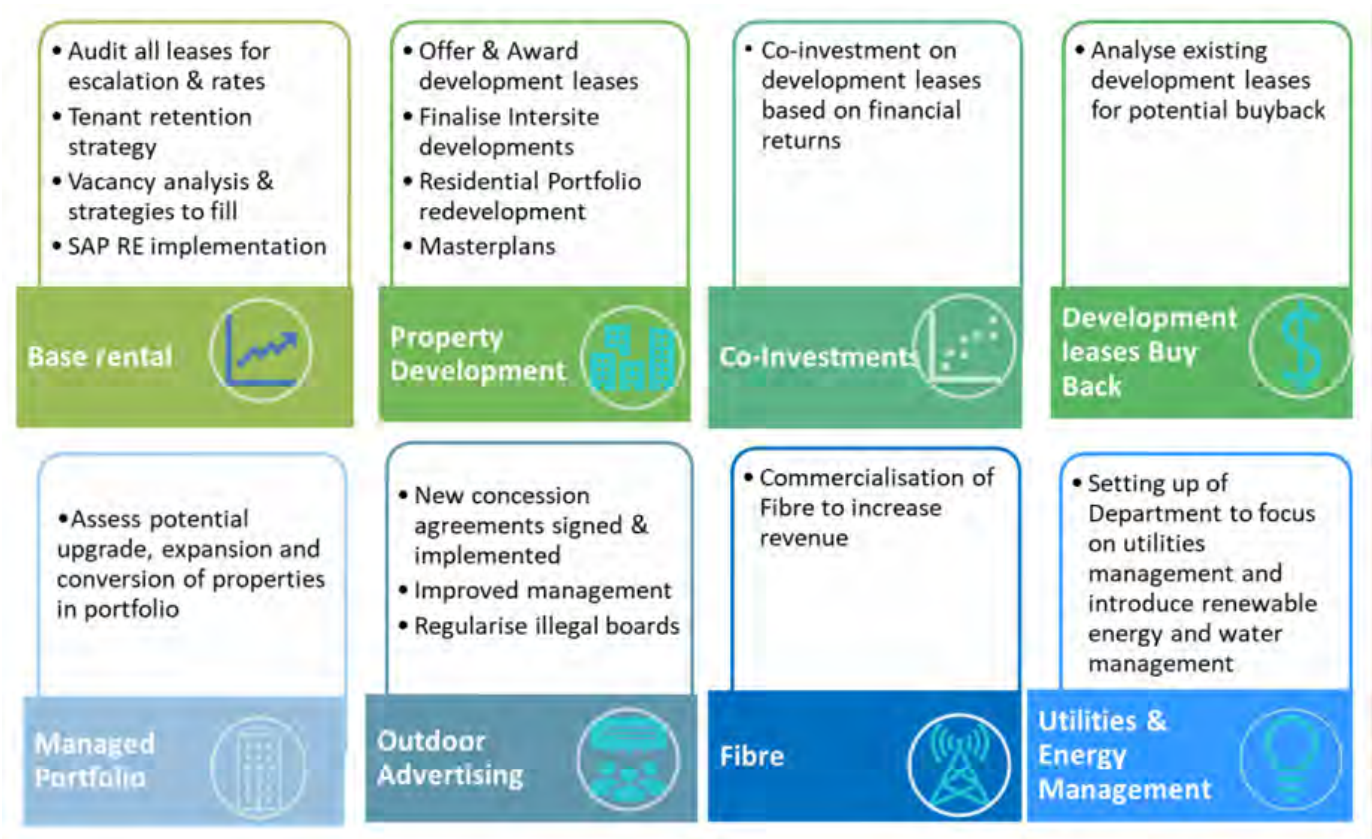 • Audit all leases for
escalation & rates
• Tenant retention
strategy
• Vacancy analysis &
strategies to fill
• SAP RE implementation
Base rental
• Offer & Award
development leases
• Finalise Intersite
developments
• Residential Portfolio
redevelopment
• Masterplans
Property
Development
• Co-investment on
development leases
based on financial
returns
Co-Investments
• Analyse existing
development leases
for potential buyback
Development
leases Buy
Back
•Assess potential
upgrade, expansion and
conversion of properties
in portfolio
Managed
Portfolio
• New concession
agreements signed &
implemented
• Improved management
• Regularise illegal boards
Outdoor
Advertising
• Commercialisation of
Fibre to increase
revenue
Fibre
• Setting up of
Department to focus
on utilities
management and
introduce renewable
energy and water
management
Utilities &
Energy
Management